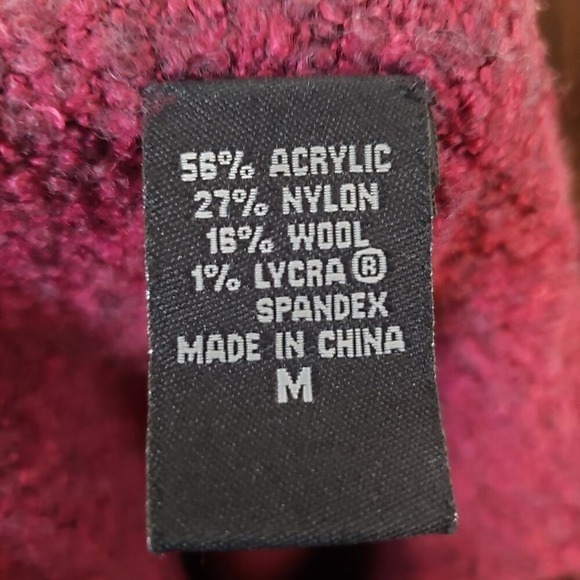 56% ACRYLIC
27% NYLON
16% WOOL
1% LYCRA®
SPANDEX
MADE IN CHINA
M